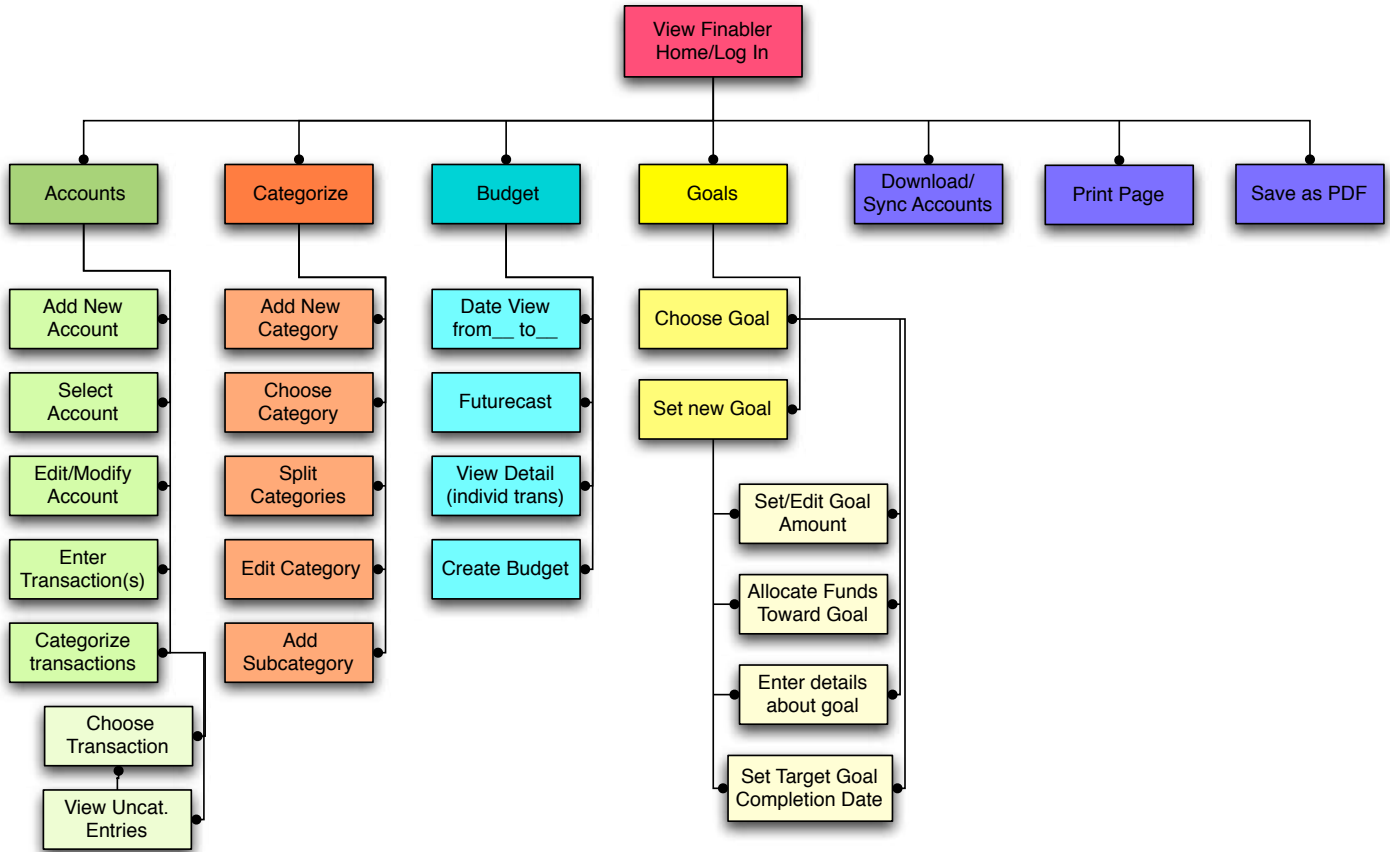 View Finabler
Home/Log In
Accounts
Categorize
Budget
Goals
Download/
Sync Accounts
Print Page
Save as PDF
Add New
Account
Select
Account
Edit/Modify
Account
Enter
Transaction(s)
Categorize
transactions
Choose
Transaction
View Uncat.
Entries
Add New
Category
Choose
Category
Split
Categories
Edit Category
Add
Subcategory
Date View
from__ to__
Futurecast
View Detail
(individ trans)
Create Budget
Choose Goal
Set new Goal
Set/Edit Goal
Amount
Allocate Funds
Toward Goal
Enter details
about goal
Set Target Goal
Completion Date